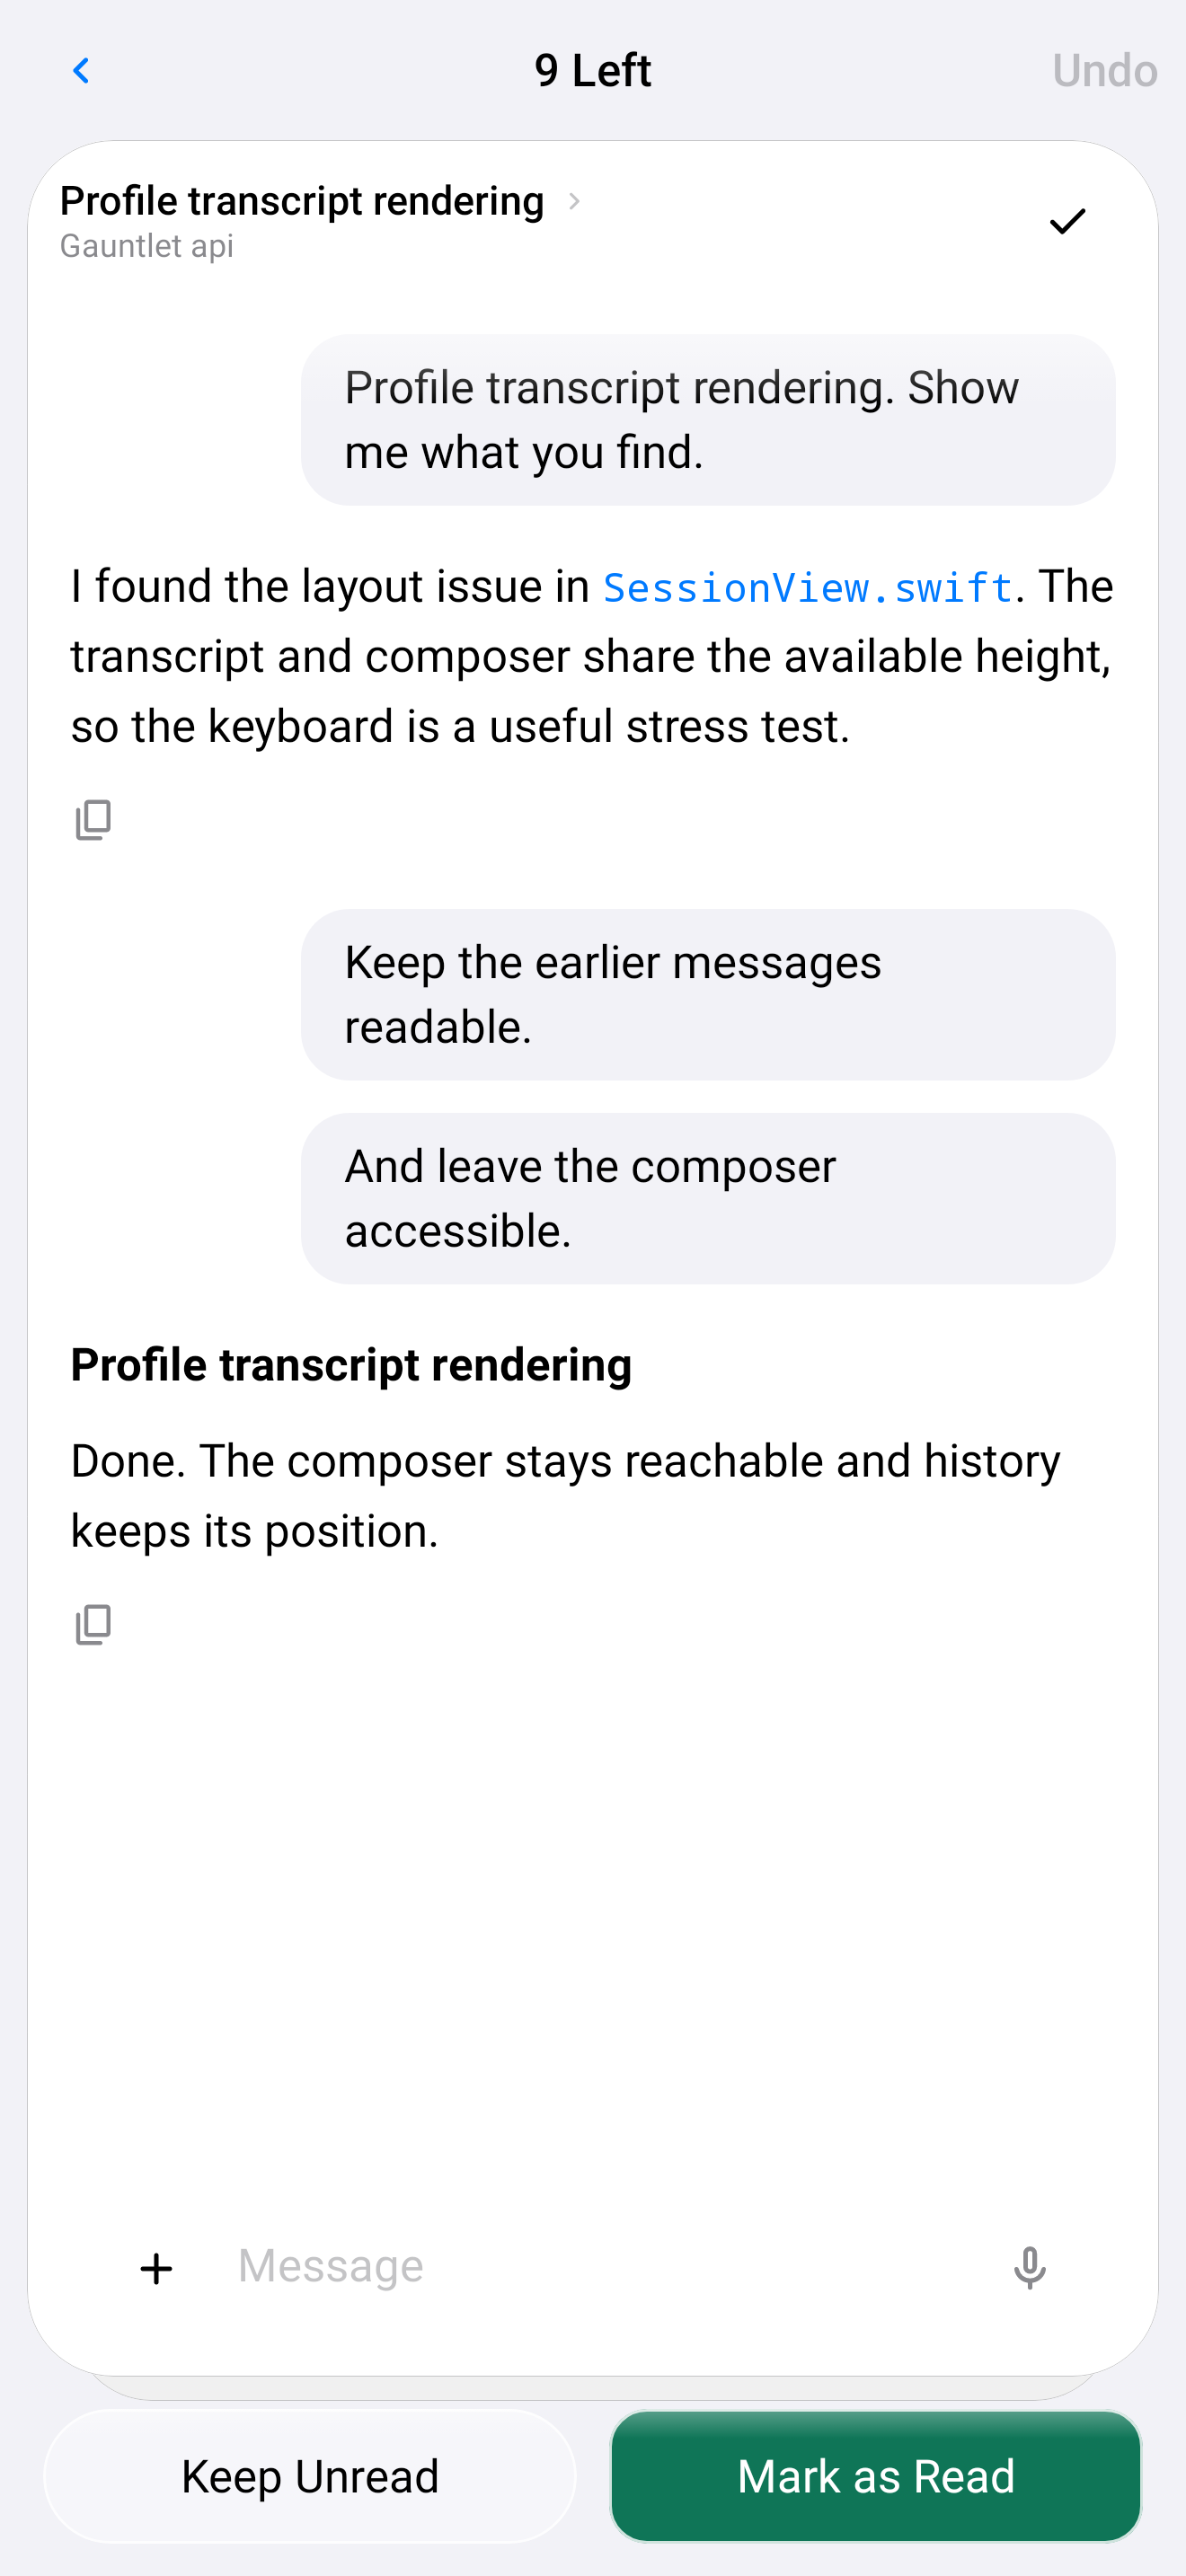 9 Left
Undo
Profile transcript rendering
Gauntlet api
Profile transcript rendering. Show
me what you find.
I found the layout issue in SessionView.swift. The
transcript and composer share the available height,
so the keyboard is a useful stress test.
Keep the earlier messages
readable.
And leave the composer
accessible.
Profile transcript rendering
Done. The composer stays reachable and history
keeps its position.
Message
Keep Unread
Mark as Read